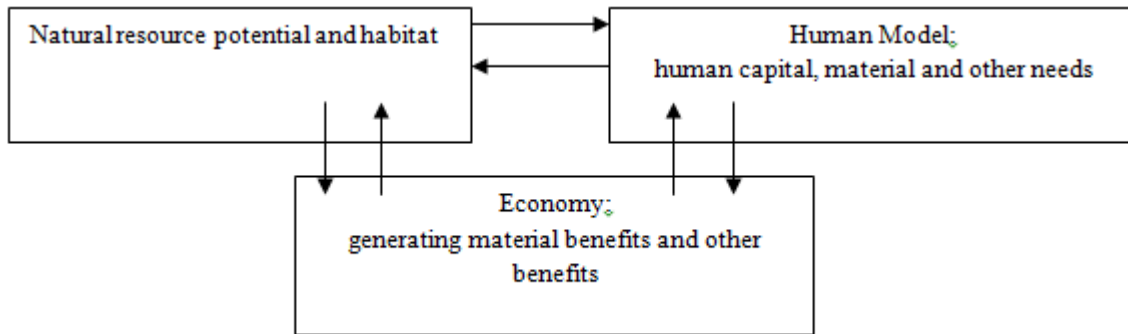 Natural resource potential and habitat
Human Model:
human capital, material and other needs
Economy:
generating material benefits and other
benefits